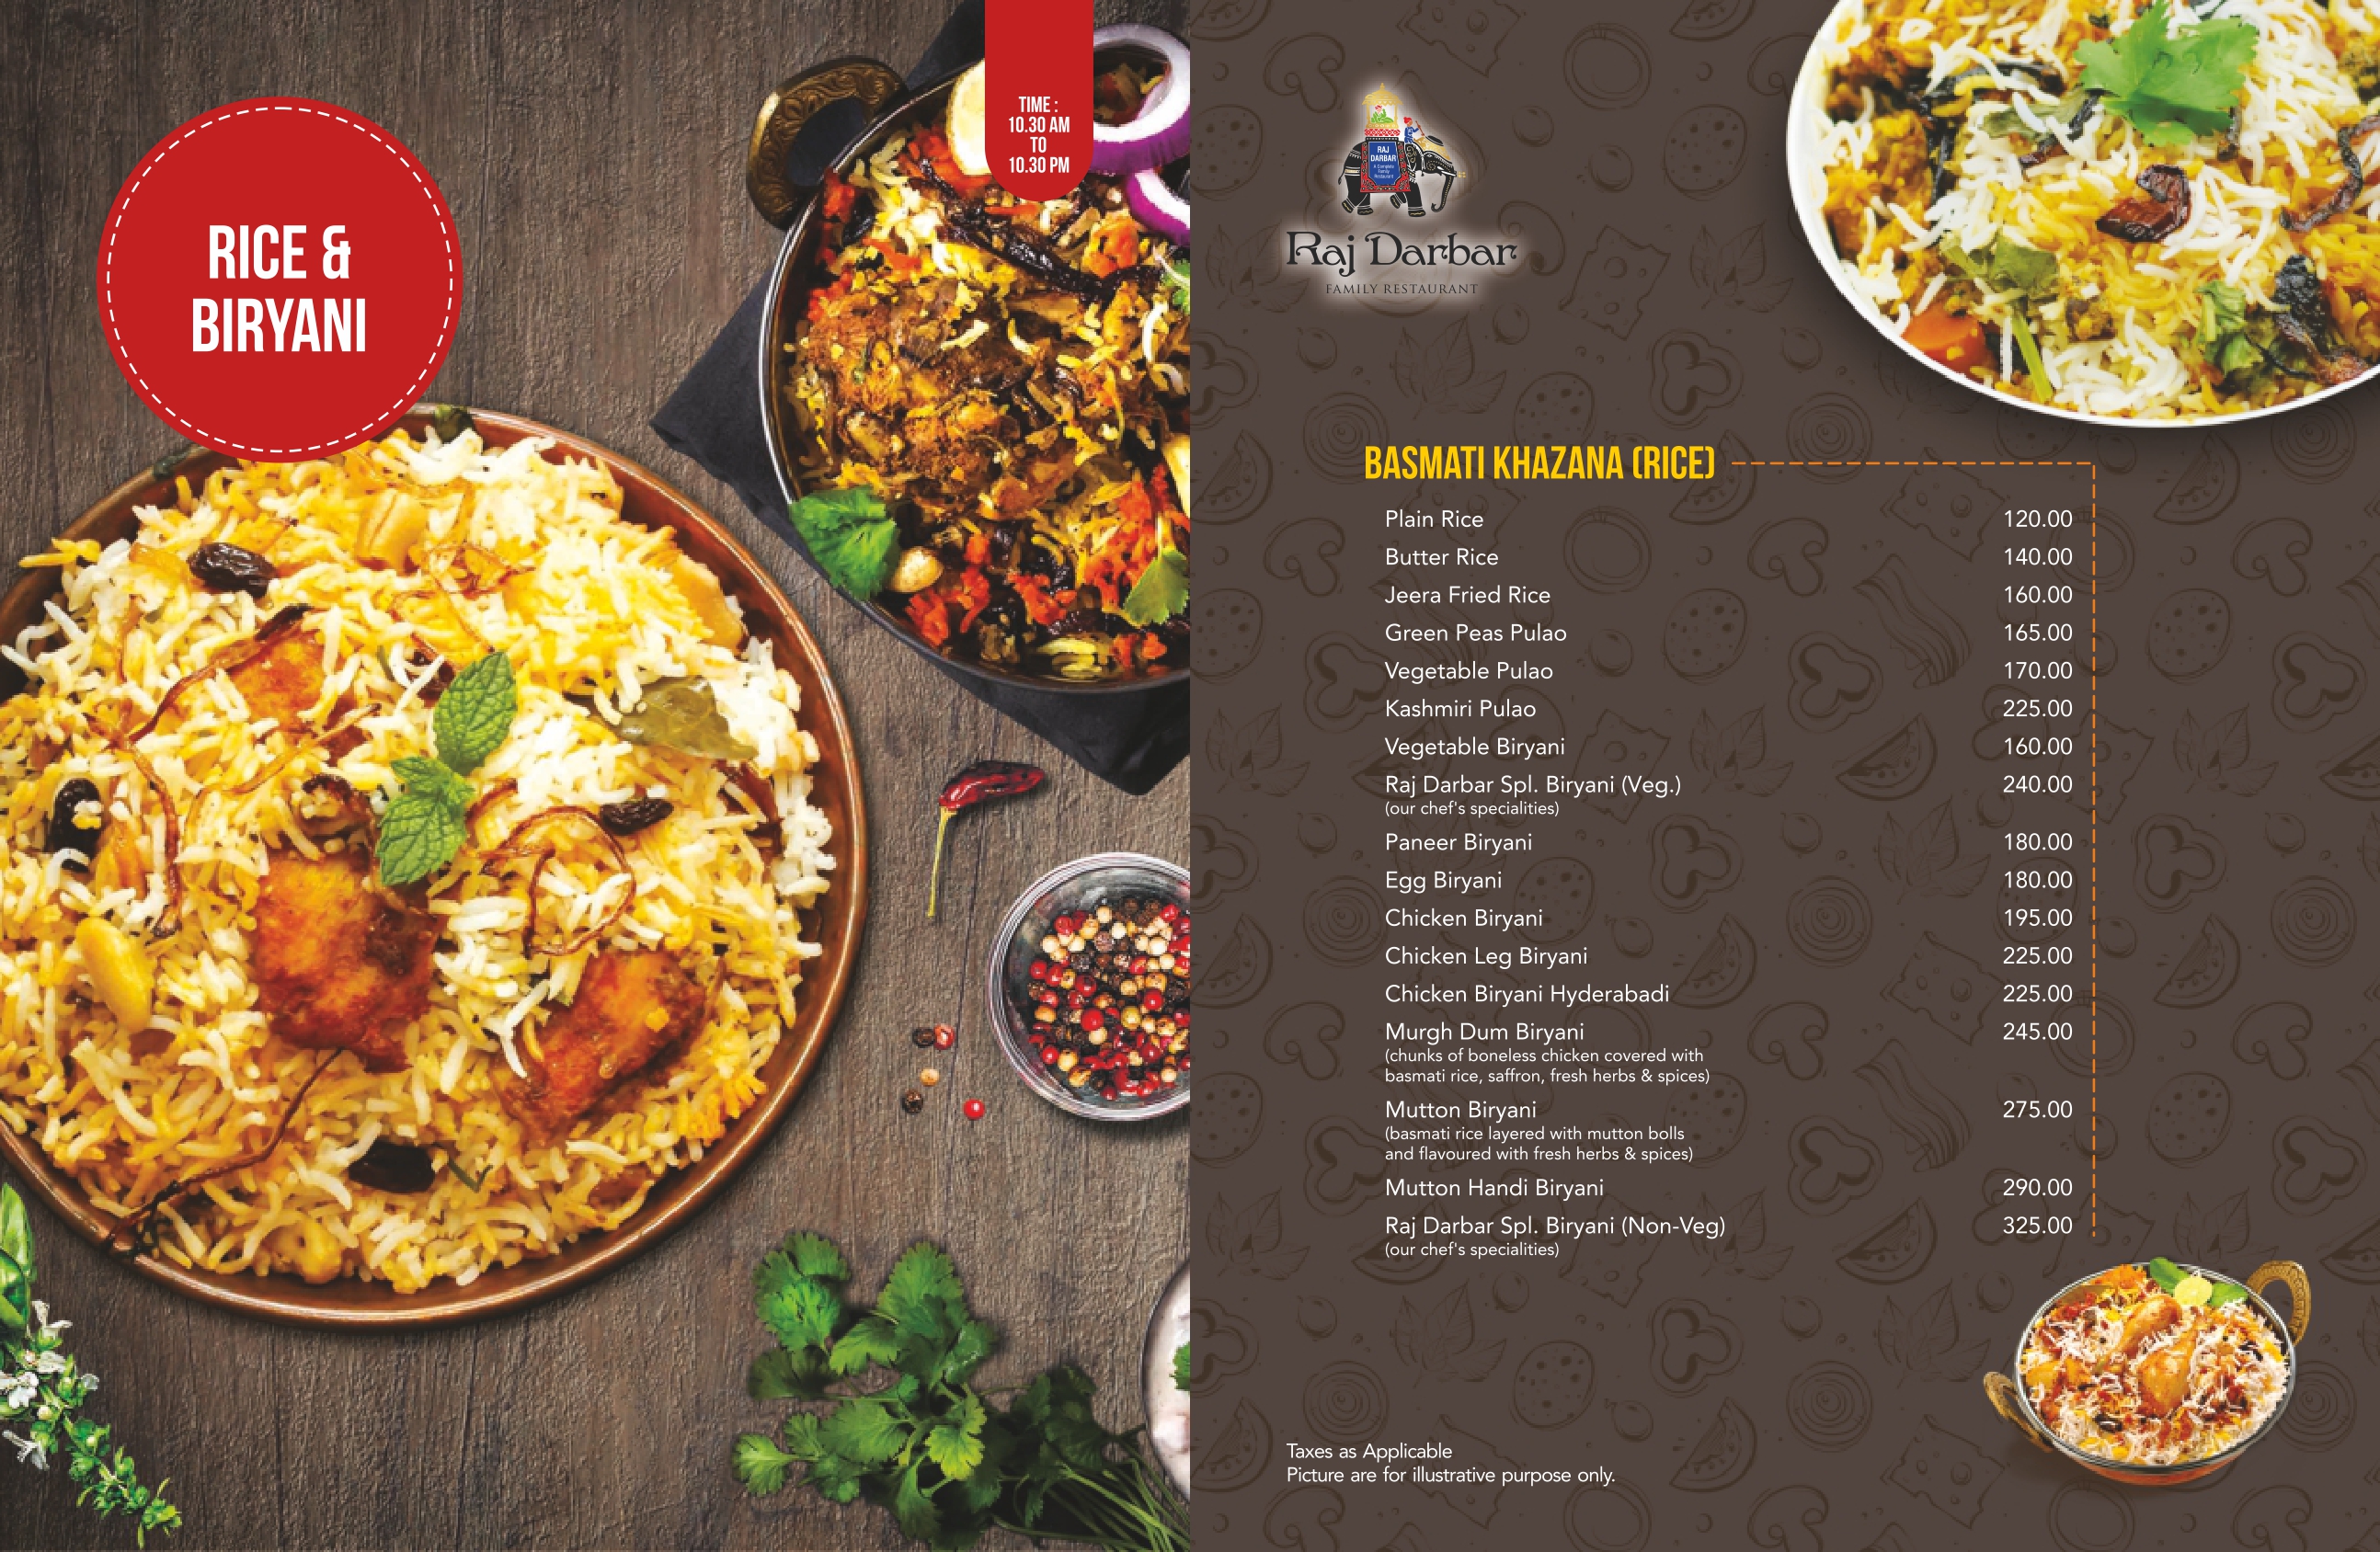 RICE &
BIRYANI
TIME :
10.30 AM
TO
10.30 PM
RAJ
DARBAR
A Complete
Family
Restaurant
Raj Darbar
FAMILY RESTAURANT
BASMATI KHAZANA (RICE)
Plain Rice 120.00
Butter Rice 140.00
Jeera Fried Rice 160.00
Green Peas Pulao 165.00
Vegetable Pulao 170.00
Kashmiri Pulao 225.00
Vegetable Biryani 160.00
Raj Darbar Spl. Biryani (Veg.) 240.00
(our chef's specialities)
Paneer Biryani 180.00
Egg Biryani 180.00
Chicken Biryani 195.00
Chicken Leg Biryani 225.00
Chicken Biryani Hyderabadi 225.00
Murgh Dum Biryani 245.00
(chunks of boneless chicken covered with
basmati rice, saffron, fresh herbs & spices)
Mutton Biryani 275.00
(basmati rice layered with mutton bolls
and flavoured with fresh herbs & spices)
Mutton Handi Biryani 290.00
Raj Darbar Spl. Biryani (Non-Veg) 325.00
(our chef's specialities)
Taxes as Applicable
Picture are for illustrative purpose only.